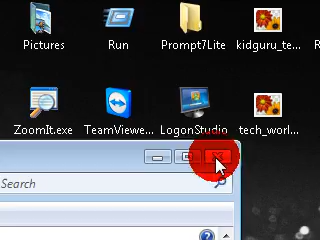 Pictures
Run
Prompt7Lite
kidguru_te...
ZoomIt.exe
TeamViewe...
LogonStudio
tech_worl...
Search